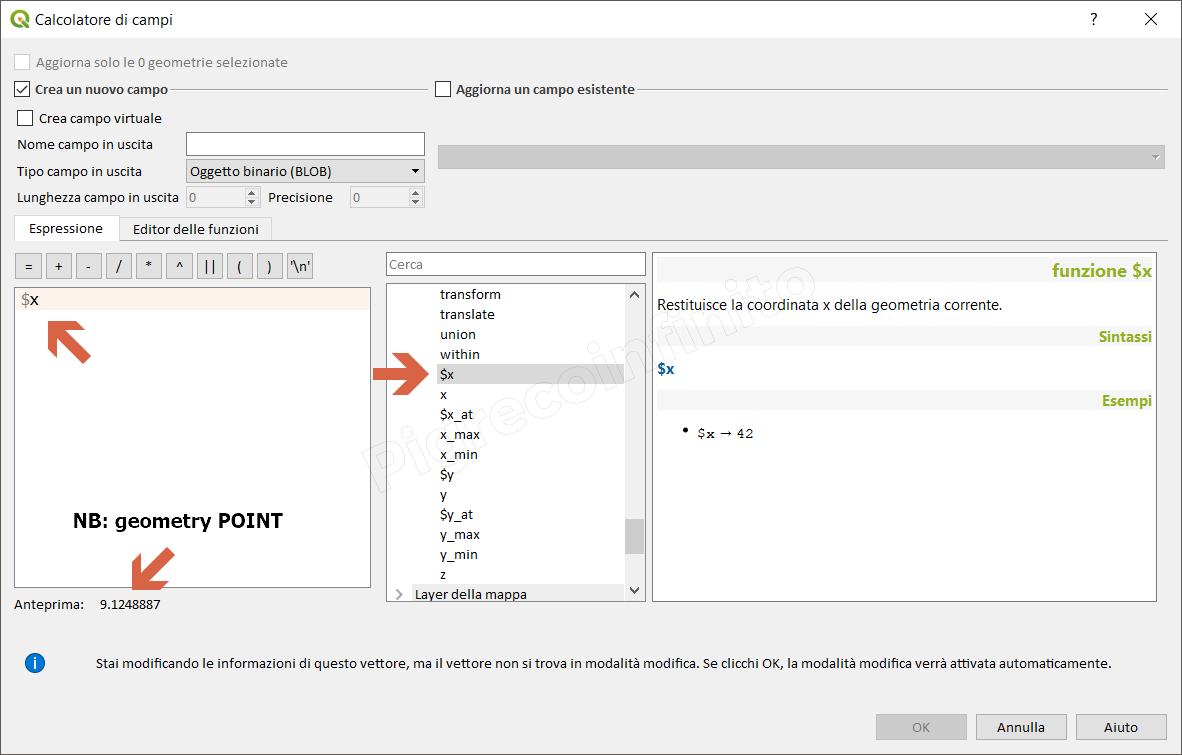 Calcolatore di campi
?
Aggiorna solo le 0 geometrie selezionate
Crea un nuovo campo
Aggiorna un campo esistente
Crea campo virtuale
Nome campo in uscita
Tipo campo in uscita Oggetto binario (BLOB)
Lunghezza campo in uscita 0 Precisione 0
Espressione Editor delle funzioni
= + - / * ^ || ( ) '\n'
$x
NB: geometry POINT
Anteprima: 9.1248887
Cerca
transform
translate
union
within
$x
x
$x_at
x_max
x_min
$y
y
$y_at
y_max
y_min
z
Layer della mappa
funzione $x
Restituisce la coordinata x della geometria corrente.
Sintassi
$x
Esempi
• $x → 42
Pigrecoinfinito
Stai modificando le informazioni di questo vettore, ma il vettore non si trova in modalità modifica. Se clicchi OK, la modalità modifica verrà attivata automaticamente.
OK Annulla Aiuto